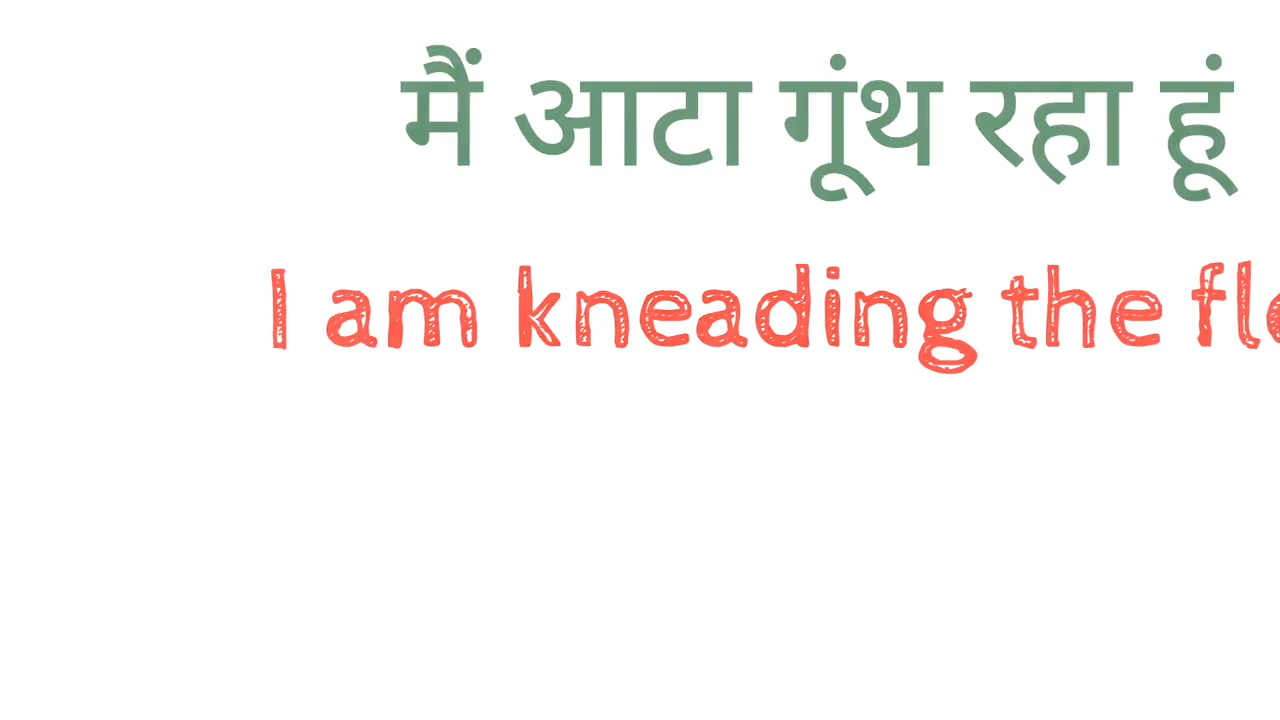 मैं आटा गूंथ रहा हूं
I am kneading the